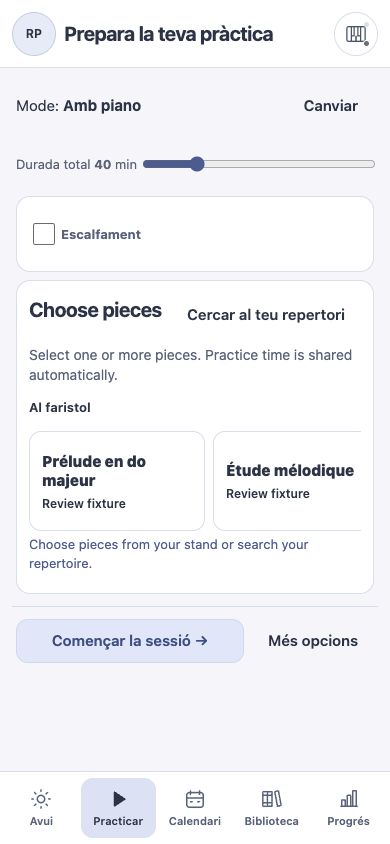 RP
Prepara la teva pràctica
Mode: Amb piano
Canviar
Durada total 40 min
Escalfament
Choose pieces
Cercar al teu repertori
Select one or more pieces. Practice time is shared
automatically.
Al faristol
Prélude en do
majeur
Review fixture
Étude mélodique
Review fixture
Choose pieces from your stand or search your
repertoire.
Començar la sessió →
Més opcions
Avui
Practicar
Calendari
Biblioteca
Progrés